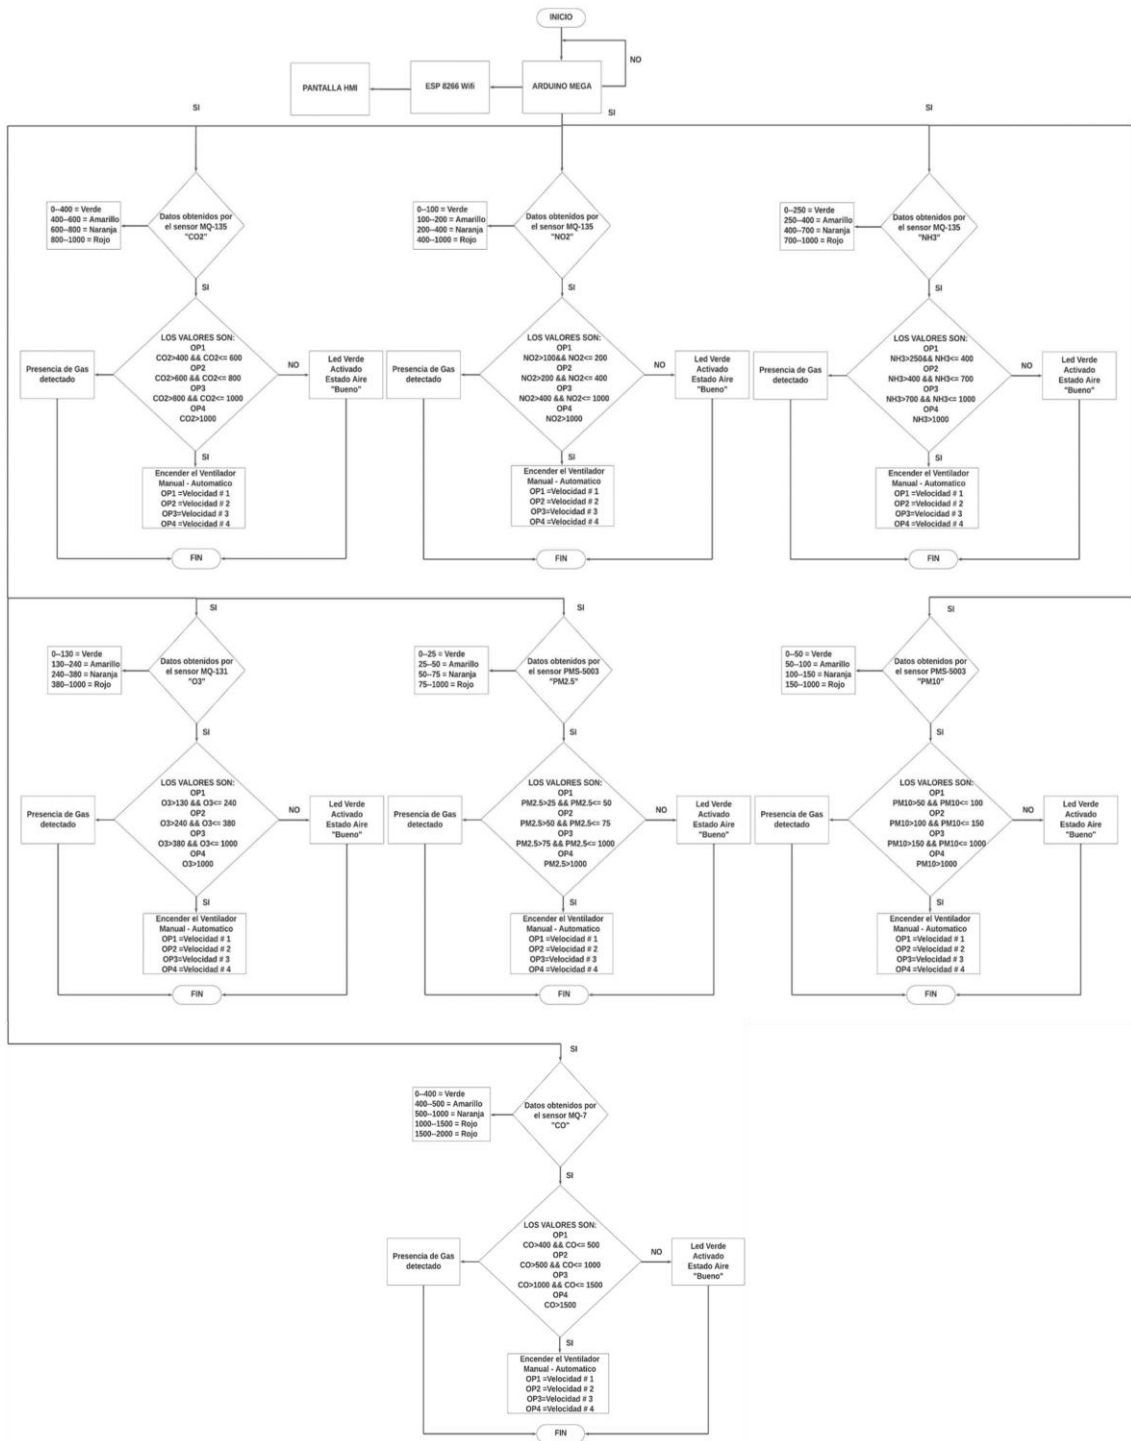 INICIO
NO
PANTALLA HMI
ESP 8266 Wifi
ARDUINO MEGA
SI
SI
SI
0--400 = Verde
400--600 = Amarillo
600--800 = Naranja
800--1000 = Rojo
Datos obtenidos por
el sensor MQ-135
"CO2"
SI
Presencia de Gas
detectado
LOS VALORES SON:
OP1
CO2>400 && CO2<= 600
OP2
CO2>600 && CO2<= 800
OP3
CO2>800 && CO2<= 1000
OP4
CO2>1000
NO
Led Verde
Activado
Estado Aire
"Bueno"
SI
Encender el Ventilador
Manual - Automatico
OP1 =Velocidad # 1
OP2 =Velocidad # 2
OP3=Velocidad # 3
OP4 =Velocidad # 4
FIN
0--100 = Verde
100--200 = Amarillo
200--400 = Naranja
400--1000 = Rojo
Datos obtenidos por
el sensor MQ-135
"NO2"
SI
Presencia de Gas
detectado
LOS VALORES SON:
OP1
NO2>100&& NO2<= 200
OP2
NO2>200 && NO2<= 400
OP3
NO2>400 && NO2<= 1000
OP4
NO2>1000
NO
Led Verde
Activado
Estado Aire
"Bueno"
SI
Encender el Ventilador
Manual - Automatico
OP1 =Velocidad # 1
OP2 =Velocidad # 2
OP3=Velocidad # 3
OP4 =Velocidad # 4
FIN
0--250 = Verde
250--400 = Amarillo
400--700 = Naranja
700--1000 = Rojo
Datos obtenidos por
el sensor MQ-135
"NH3"
SI
Presencia de Gas
detectado
LOS VALORES SON:
OP1
NH3>250&& NH3<= 400
OP2
NH3>400 && NH3<= 700
OP3
NH3>700 && NH3<= 1000
OP4
NH3>1000
NO
Led Verde
Activado
Estado Aire
"Bueno"
SI
Encender el Ventilador
Manual - Automatico
OP1 =Velocidad # 1
OP2 =Velocidad # 2
OP3=Velocidad # 3
OP4 =Velocidad # 4
FIN
SI
0--130 = Verde
130--240 = Amarillo
240--380 = Naranja
380--1000 = Rojo
Datos obtenidos por
el sensor MQ-131
"O3"
SI
Presencia de Gas
detectado
LOS VALORES SON:
OP1
O3>130 && O3<= 240
OP2
O3>240 && O3<= 380
OP3
O3>380 && O3<= 1000
OP4
O3>1000
NO
Led Verde
Activado
Estado Aire
"Bueno"
SI
Encender el Ventilador
Manual - Automatico
OP1 =Velocidad # 1
OP2 =Velocidad # 2
OP3=Velocidad # 3
OP4 =Velocidad # 4
FIN
SI
0--25 = Verde
25--50 = Amarillo
50--75 = Naranja
75--1000 = Rojo
Datos obtenidos por
el sensor PMS-5003
"PM2.5"
SI
Presencia de Gas
detectado
LOS VALORES SON:
OP1
PM2.5>25 && PM2.5<= 50
OP2
PM2.5>50 && PM2.5<= 75
OP3
PM2.5>75 && PM2.5<= 1000
OP4
PM2.5>1000
NO
Led Verde
Activado
Estado Aire
"Bueno"
SI
Encender el Ventilador
Manual - Automatico
OP1 =Velocidad # 1
OP2 =Velocidad # 2
OP3=Velocidad # 3
OP4 =Velocidad # 4
FIN
SI
0--50 = Verde
50--100 = Amarillo
100--150 = Naranja
150--1000 = Rojo
Datos obtenidos por
el sensor PMS-5003
"PM10"
SI
Presencia de Gas
detectado
LOS VALORES SON:
OP1
PM10>50 && PM10<= 100
OP2
PM10>100 && PM10<= 150
OP3
PM10>150 && PM10<= 1000
OP4
PM10>1000
NO
Led Verde
Activado
Estado Aire
"Bueno"
SI
Encender el Ventilador
Manual - Automatico
OP1 =Velocidad # 1
OP2 =Velocidad # 2
OP3=Velocidad # 3
OP4 =Velocidad # 4
FIN
SI
0--400 = Verde
400--500 = Amarillo
500--1000 = Naranja
1000--1500 = Rojo
1500--2000 = Rojo
Datos obtenidos por
el sensor MQ-7
"CO"
SI
Presencia de Gas
detectado
LOS VALORES SON:
OP1
CO>400 && CO<= 500
OP2
CO>500 && CO<= 1000
OP3
CO>1000 && CO<= 1500
OP4
CO>1500
NO
Led Verde
Activado
Estado Aire
"Bueno"
SI
Encender el Ventilador
Manual - Automatico
OP1 =Velocidad # 1
OP2 =Velocidad # 2
OP3=Velocidad # 3
OP4 =Velocidad # 4
FIN